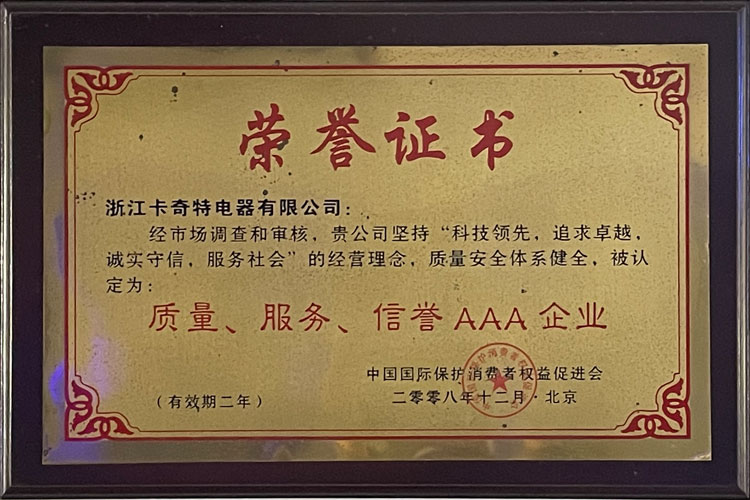 荣誉证书
浙江卡奇特电器有限公司：
经市场调查和审核，贵公司坚持“科技领先，追求卓越，
诚实守信，服务社会”的经营理念，质量安全体系健全，被认
定为：
质量、服务、信誉AAA企业
中国国际保护消费者权益促进会
（有效期二年）
二零零八年十二月·北京